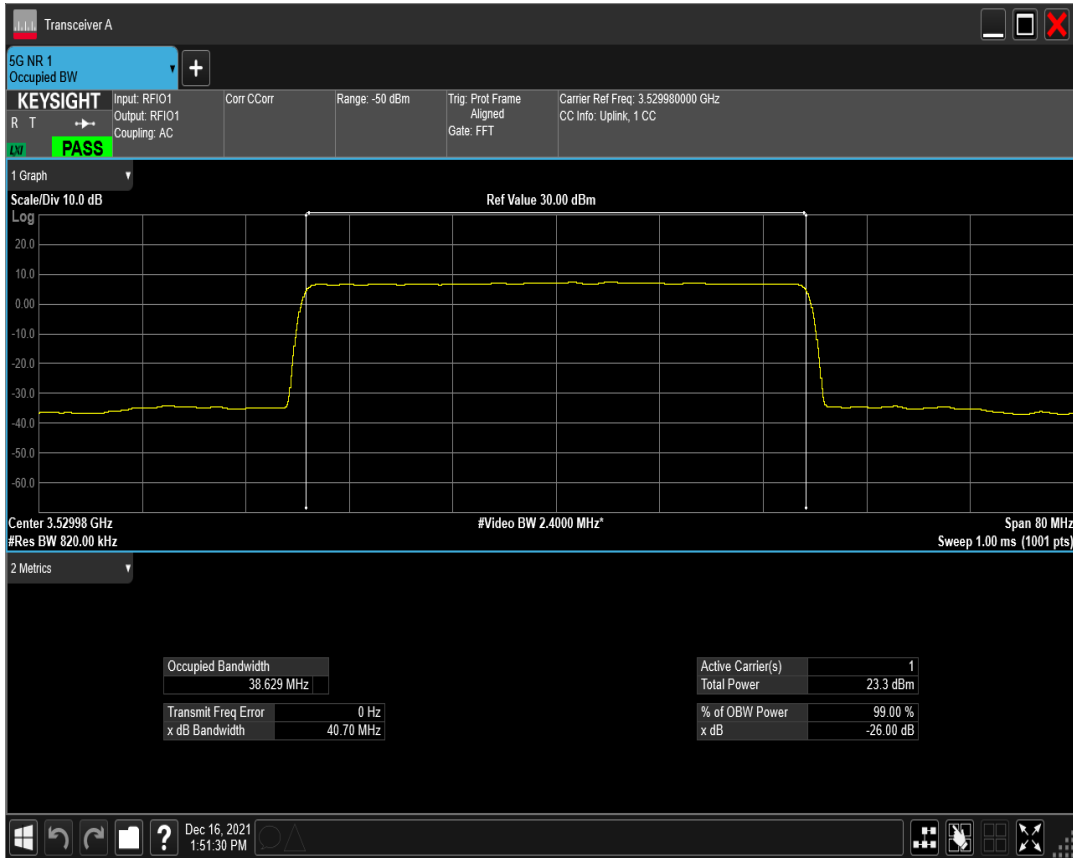 Transceiver A
5G NR 1
Occupied BW
KEYSIGHT
R T
LXI
PASS
Input: RFIO1
Output: RFIO1
Coupling: AC
Corr CCorr
Range: -50 dBm
Trig: Prot Frame
Aligned
Gate: FFT
Carrier Ref Freq: 3.529980000 GHz
CC Info: Uplink, 1 CC
1 Graph
Scale/Div 10.0 dB
Ref Value 30.00 dBm
Log
20.0
10.0
0.00
-10.0
-20.0
-30.0
-40.0
-50.0
-60.0
Center 3.52998 GHz
#Video BW 2.4000 MHz*
Span 80 MHz
#Res BW 820.00 kHz
Sweep 1.00 ms (1001 pts)
2 Metrics
Occupied Bandwidth
38.629 MHz
Transmit Freq Error 0 Hz
x dB Bandwidth 40.70 MHz
Active Carrier(s) 1
Total Power 23.3 dBm
% of OBW Power 99.00 %
x dB -26.00 dB
?
Dec 16, 2021
1:51:30 PM